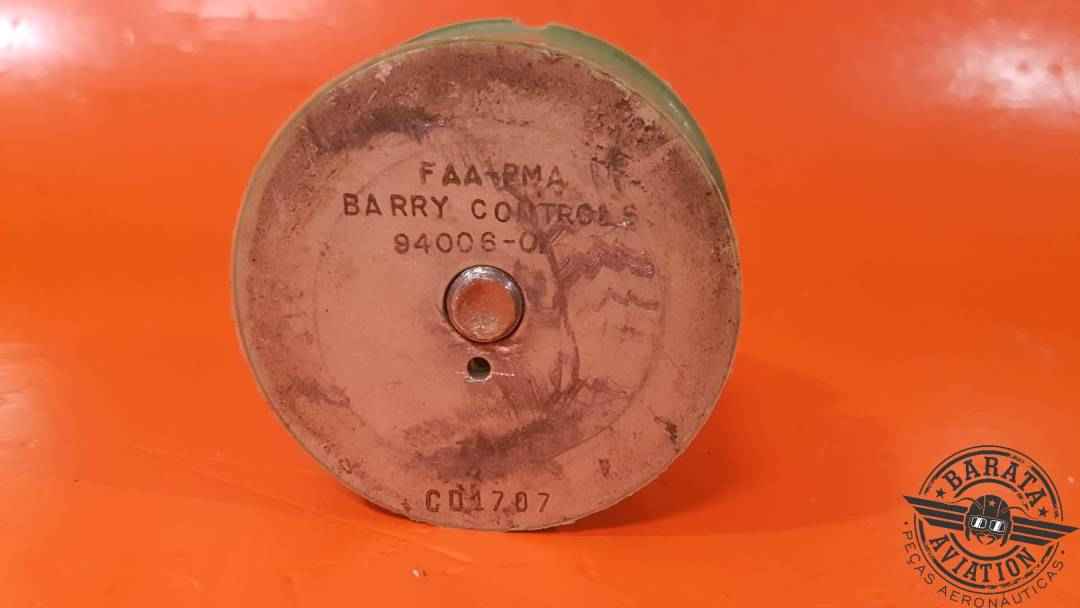 FAA-PMA
BARRY CONTROLS
94006-0
CD1707
BARATA
AVIATION
PEÇAS AERONÁUTICAS